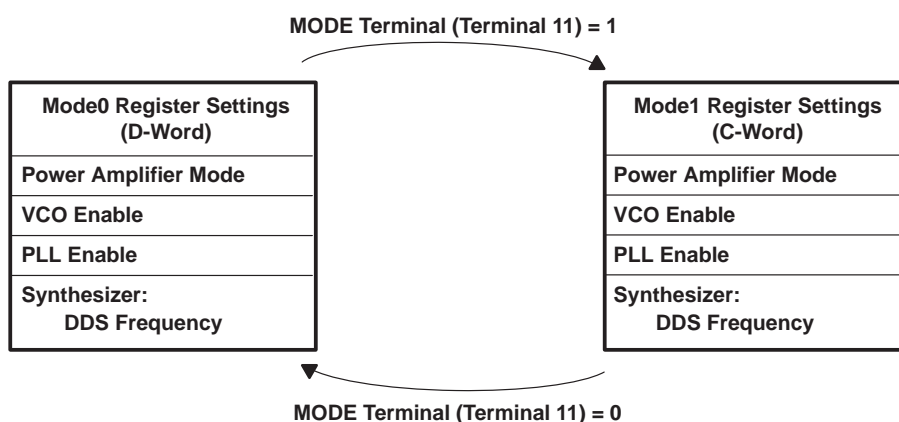 MODE Terminal (Terminal 11) = 1
Mode0 Register Settings
(D-Word)
Power Amplifier Mode
VCO Enable
PLL Enable
Synthesizer:
DDS Frequency
Mode1 Register Settings
(C-Word)
Power Amplifier Mode
VCO Enable
PLL Enable
Synthesizer:
DDS Frequency
MODE Terminal (Terminal 11) = 0